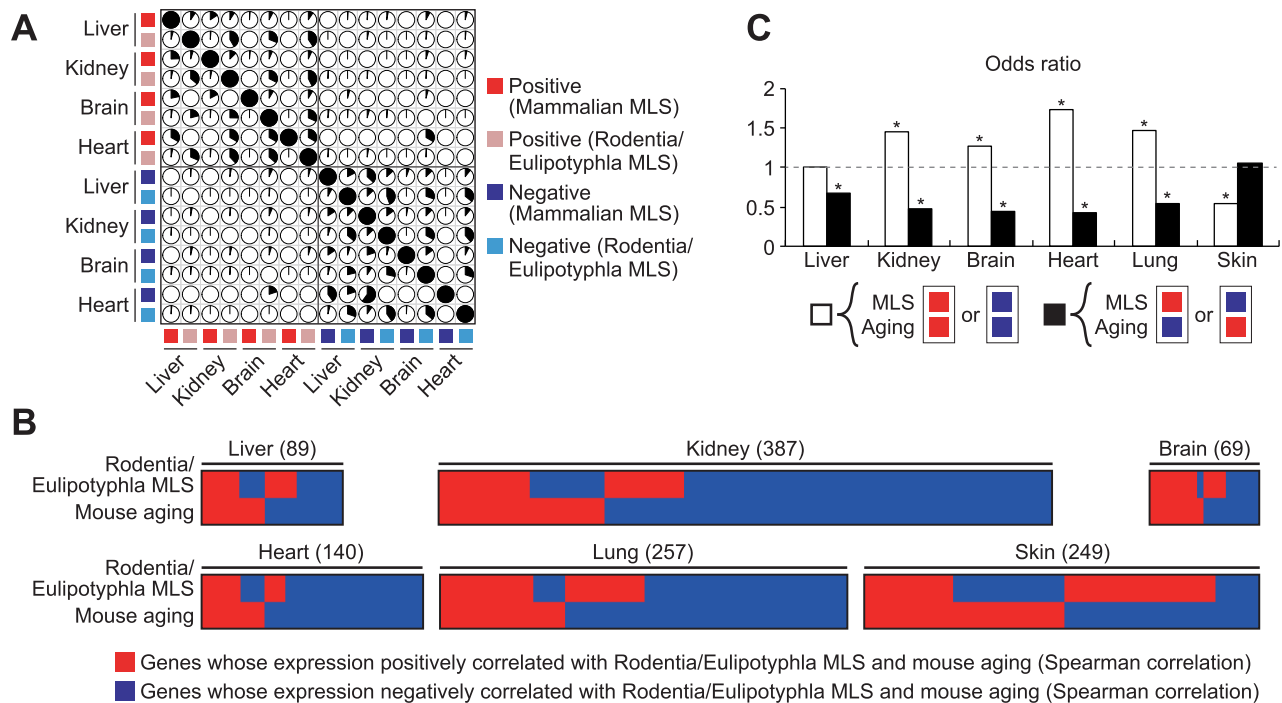 A
Liver
Kidney
Brain
Heart
Liver
Kidney
Brain
Heart
Liver
Kidney
Brain
Heart
Liver
Kidney
Brain
Heart
Positive
(Mammalian MLS)
Positive (Rodentia/
Eulipotyphla MLS)
Negative
(Mammalian MLS)
Negative (Rodentia/
Eulipotyphla MLS)
C
Odds ratio
2
1.5
1
0.5
0
* * * * * * * * * *
Liver Kidney Brain Heart Lung Skin
MLS
Aging
or
MLS
Aging
or
B
Liver (89)
Kidney (387)
Brain (69)
Rodentia/
Eulipotyphla MLS
Mouse aging
Heart (140)
Lung (257)
Skin (249)
Rodentia/
Eulipotyphla MLS
Mouse aging
Genes whose expression positively correlated with Rodentia/Eulipotyphla MLS and mouse aging (Spearman correlation)
Genes whose expression negatively correlated with Rodentia/Eulipotyphla MLS and mouse aging (Spearman correlation)